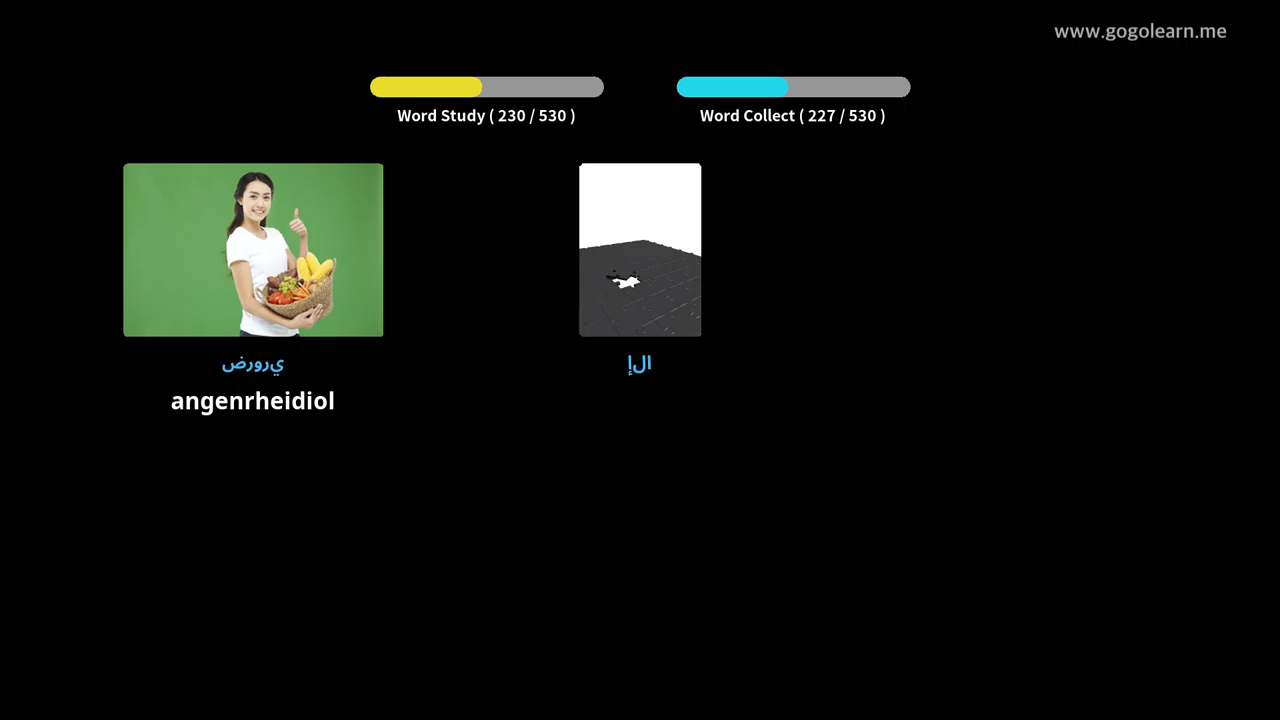 www.gogolearn.me
Word Study ( 230 / 530 )
Word Collect ( 227 / 530 )
يرورض
angenrheidiol
الإ